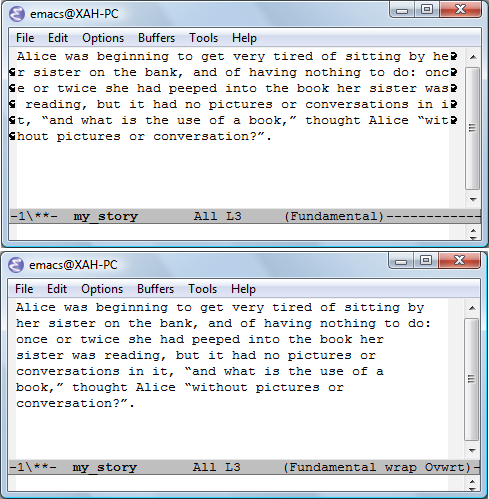 emacs@XAH-PC
File Edit Options Buffers Tools Help
Alice was beginning to get very tired of sitting by he
r sister on the bank, and of having nothing to do: onc
e or twice she had peeped into the book her sister was
 reading, but it had no pictures or conversations in i
t, “and what is the use of a book,” thought Alice “wit
hout pictures or conversation?”.
-1\**-  my_story       All L3     (Fundamental)------------
emacs@XAH-PC
File Edit Options Buffers Tools Help
Alice was beginning to get very tired of sitting by
her sister on the bank, and of having nothing to do:
once or twice she had peeped into the book her
sister was reading, but it had no pictures or
conversations in it, “and what is the use of a
book,” thought Alice “without pictures or
conversation?”.
-1\**-  my_story       All L3     (Fundamental wrap Ovwrt)-